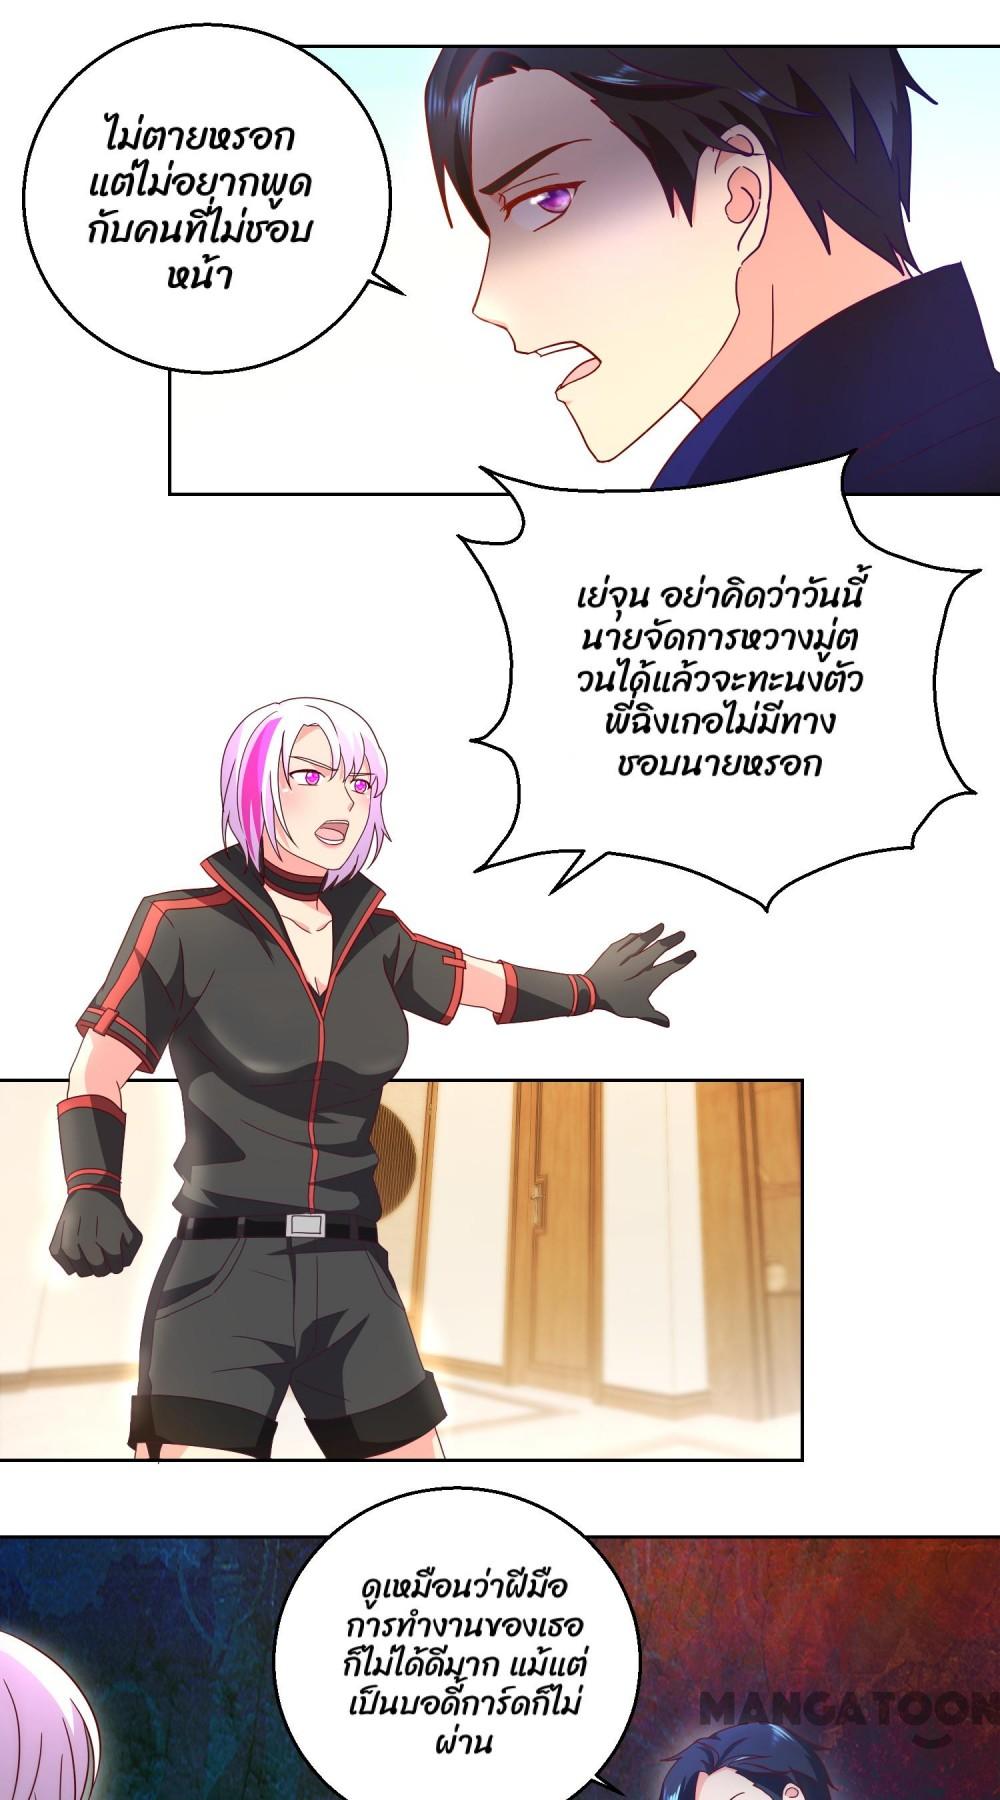 ไม่ตายหรอก
แต่ไม่อยากพูด
กับคนที่ไม่ชอบ
หน้า
เย่จุน อย่าคิดว่าวันนี้
นายจัดการหวางมู่ต
วนได้แล้วจะทะนงตัว
พี่ฉิงเกอไม่มีทาง
ชอบนายหรอก
ดูเหมือนว่าฝีมือ
การทำงานของเธอ
ก็ไม่ได้ดีมาก แม้แต่
เป็นบอดี้การ์ดก็ไม่
ผ่าน
MANGATOON